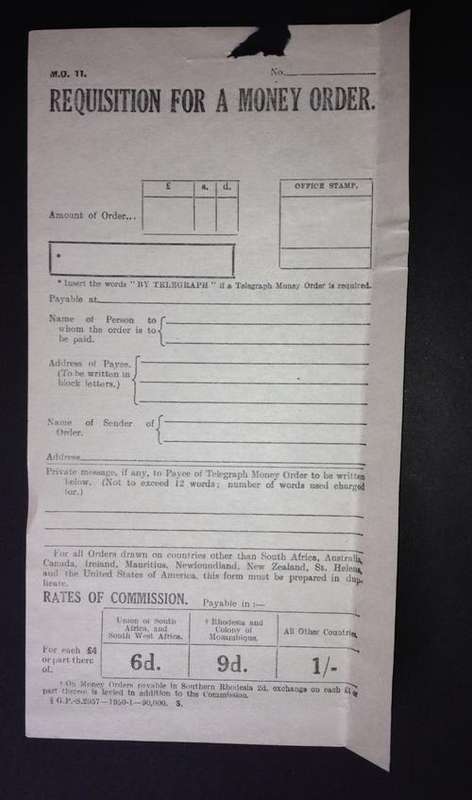 M.O. 11.
No.
REQUISITION FOR A MONEY ORDER.
£ s. d.
OFFICE STAMP.
Amount of Order...
*
* Insert the words "BY TELEGRAPH" if a Telegraph Money Order is required.
Payable at
Name of Person to
whom the order is to
be paid.
Address of Payee.
(To be written in
block letters.)
Name of Sender of
Order.
Address
Private message, if any, to Payee of Telegraph Money Order to be written
below. (Not to exceed 12 words; number of words used charged
for.)
For all Orders drawn on countries other than South Africa, Australia,
Canada, Ireland, Mauritius, Newfoundland, New Zealand, St. Helena,
and the United States of America, this form must be prepared in dup-
licate.
RATES OF COMMISSION. Payable in :—
Union of South
Africa, and
South West Africa.
† Rhodesia and
Colony of
Mozambique.
All Other Countries.
For each £4
or part there
of.
6d.
9d.
1/-
† On Money Orders payable in Southern Rhodesia 2d. exchange on each £1 or
part thereof is levied in addition to the Commission.
§ G.P.-S.2057—1950-1—90,000. S.